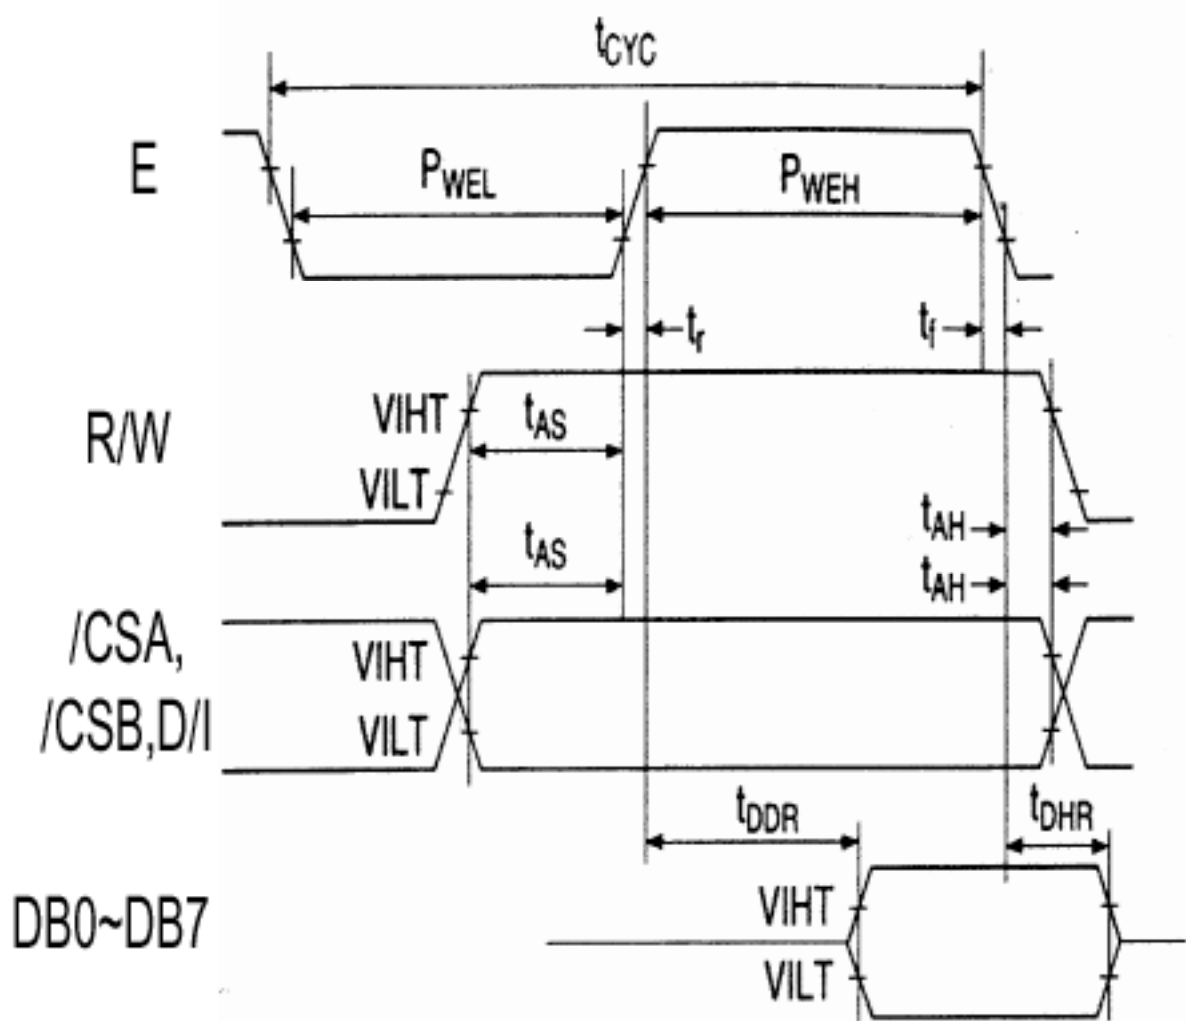 tCYC
E
PWEL
PWEH
tr
tf
R/W
VIHT
tAS
VILT
tAH
tAS
tAH
/CSA,
VIHT
/CSB,D/I
VILT
tDDR
tDHR
VIHT
DB0~DB7
VILT